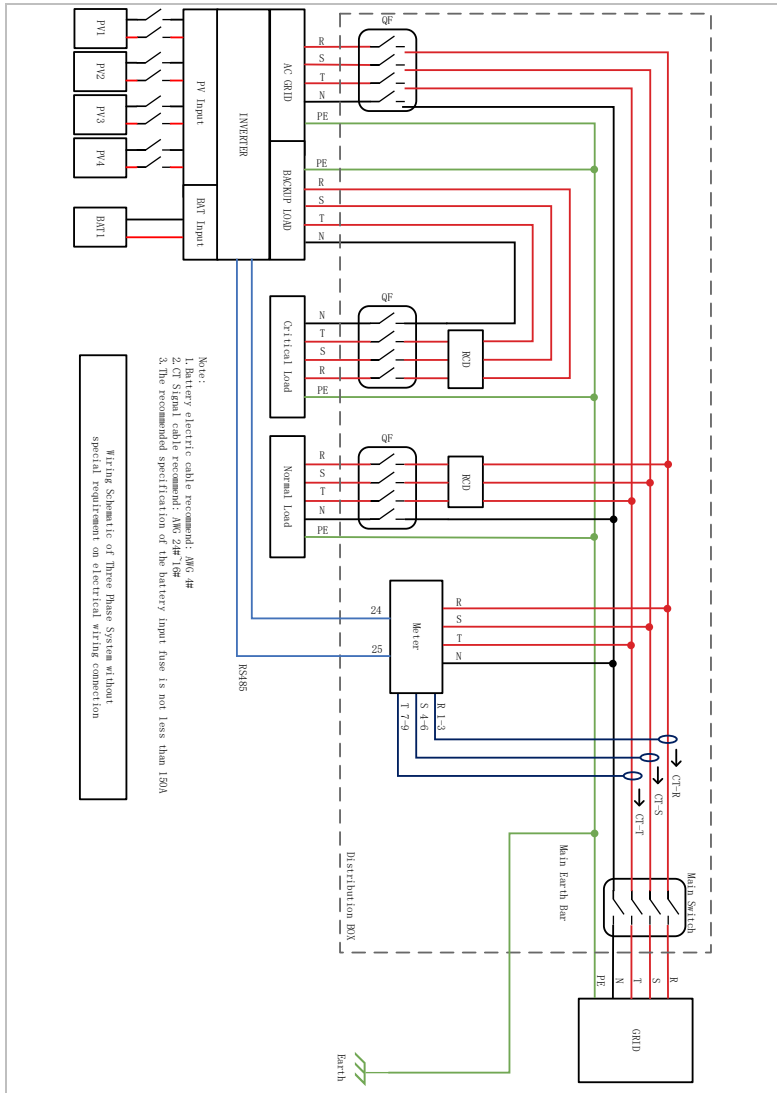 PV1
PV2
PV3
PV4
BAT1
PV Input
BAT Input
INVERTER
AC GRID
BACKUP LOAD
R
S
T
N
PE
PE
R
S
T
N
QF
QF
Critical Load
N
T
S
R
PE
RCD
QF
Normal Load
R
S
T
N
PE
RCD
Meter
24
25
RS485
R
S
T
N
R 1-3
S 4-6
T 7-9
CT-R
CT-S
CT-T
Main Switch
Main Earth Bar
Distribution BOX
R
S
T
N
PE
GRID
Earth
Note:
1. Battery electric cable recommend: AWG 4#
2. CT Signal cable recommend: AWG 24#~16#
3. The recommended specification of the battery input fuse is not less than 150A
Wiring Schematic of Three Phase System without
special requirement on electrical wiring connection